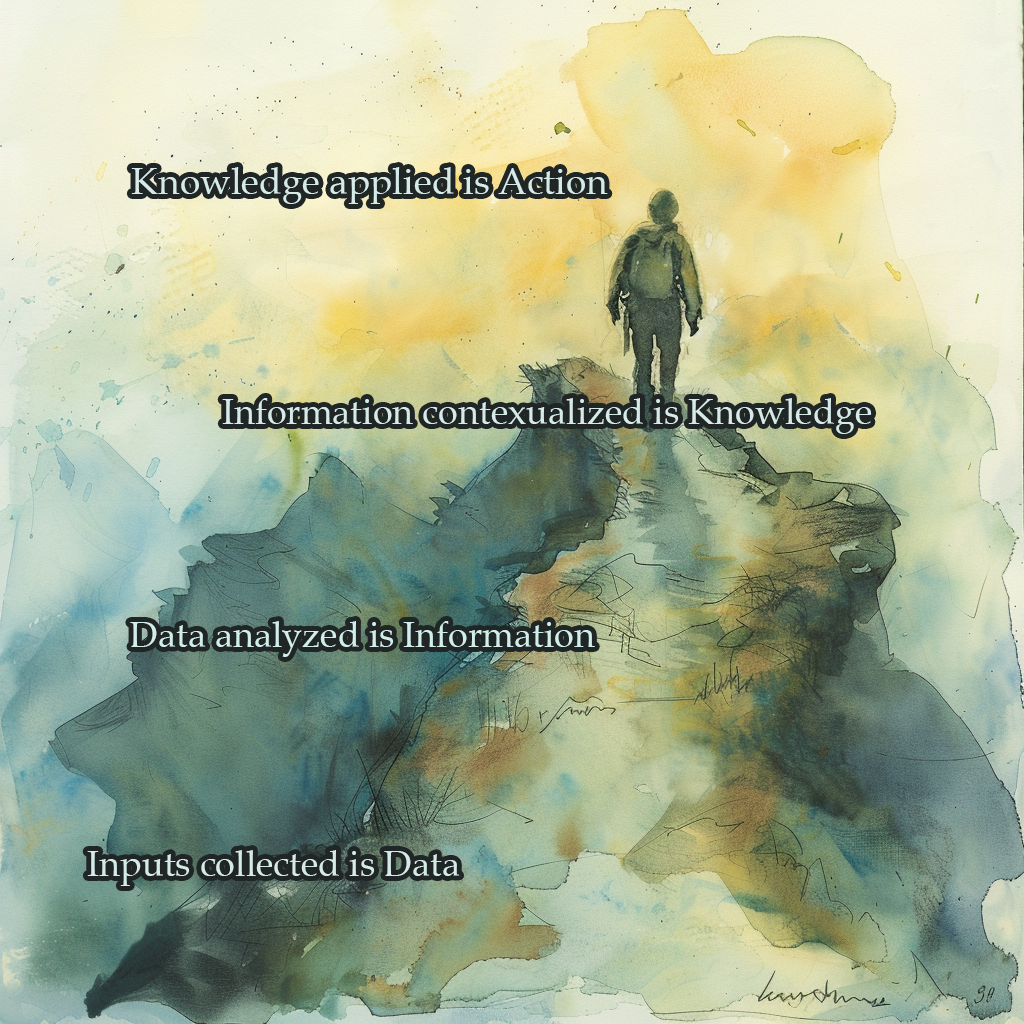 Knowledge applied is Action
Information contexualized is Knowledge
Data analyzed is Information
Inputs collected is Data